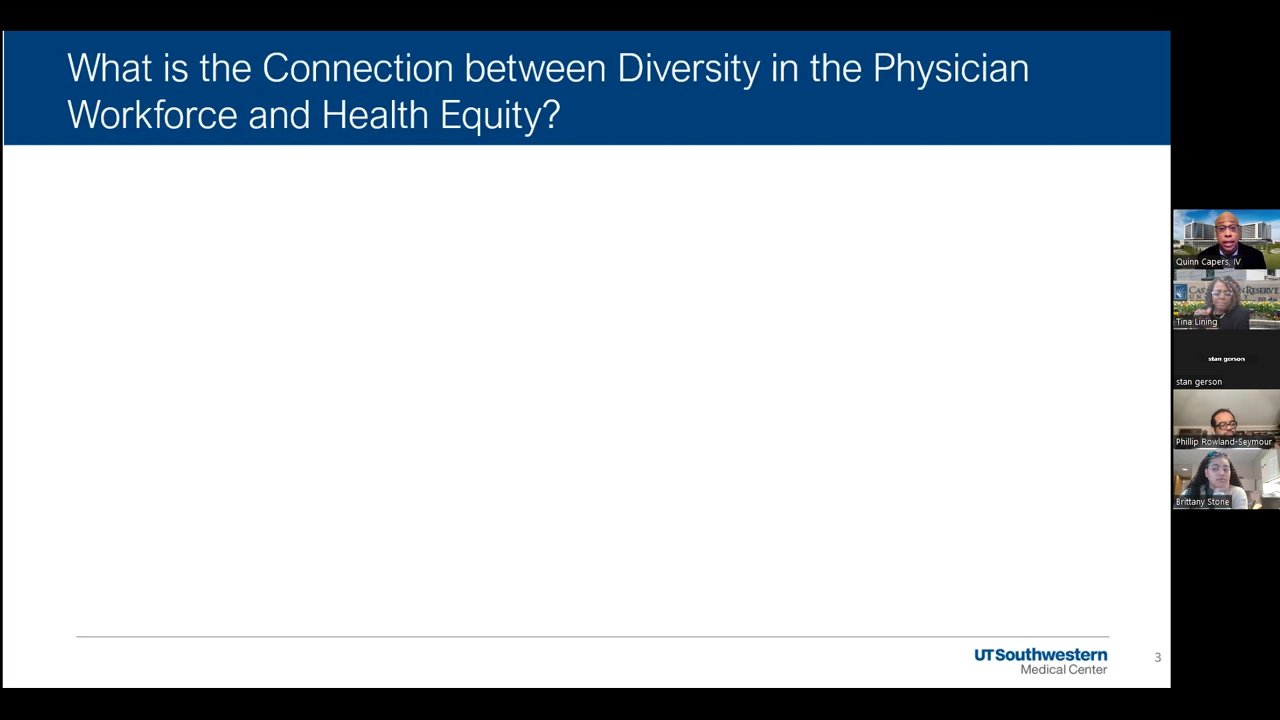 What is the Connection between Diversity in the Physician
Workforce and Health Equity?
UTSouthwestern
Medical Center
3
Quinn Capers, IV
Tina Lining
stan gerson
stan gerson
Phillip Rowland-Seymour
Brittany Stone